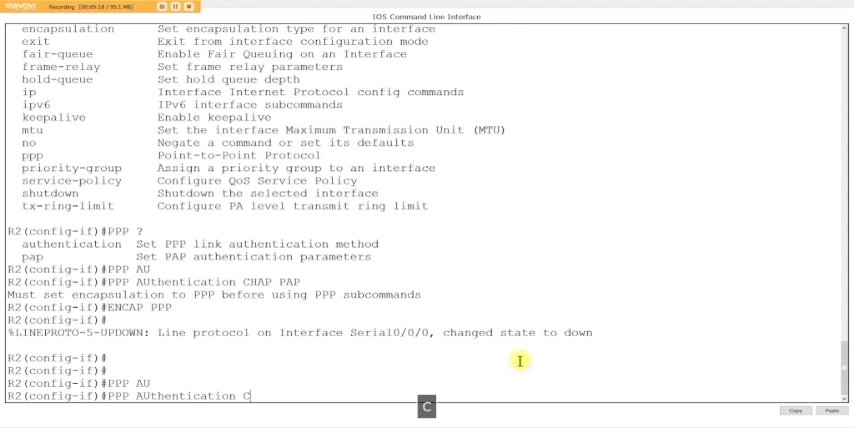 movavi Recording [00:05:18 / 95.1 MB]
IOS Command Line Interface
encapsulation Set encapsulation type for an interface
exit Exit from interface configuration mode
fair-queue Enable Fair Queuing on an Interface
frame-relay Set frame relay parameters
hold-queue Set hold queue depth
ip Interface Internet Protocol config commands
ipv6 IPv6 interface subcommands
keepalive Enable keepalive
mtu Set the interface Maximum Transmission Unit (MTU)
no Negate a command or set its defaults
ppp Point-to-Point Protocol
priority-group Assign a priority group to an interface
service-policy Configure QoS Service Policy
shutdown Shutdown the selected interface
tx-ring-limit Configure PA level transmit ring limit
R2(config-if)#PPP ?
authentication Set PPP link authentication method
pap Set PAP authentication parameters
R2(config-if)#PPP AU
R2(config-if)#PPP AUthentication CHAP PAP
Must set encapsulation to PPP before using PPP subcommands
R2(config-if)#ENCAP PPP
R2(config-if)#
%LINEPROTO-5-UPDOWN: Line protocol on Interface Serial0/0/0, changed state to down
R2(config-if)#
R2(config-if)#
R2(config-if)#PPP AU
R2(config-if)#PPP AUthentication C
C
Copy Paste